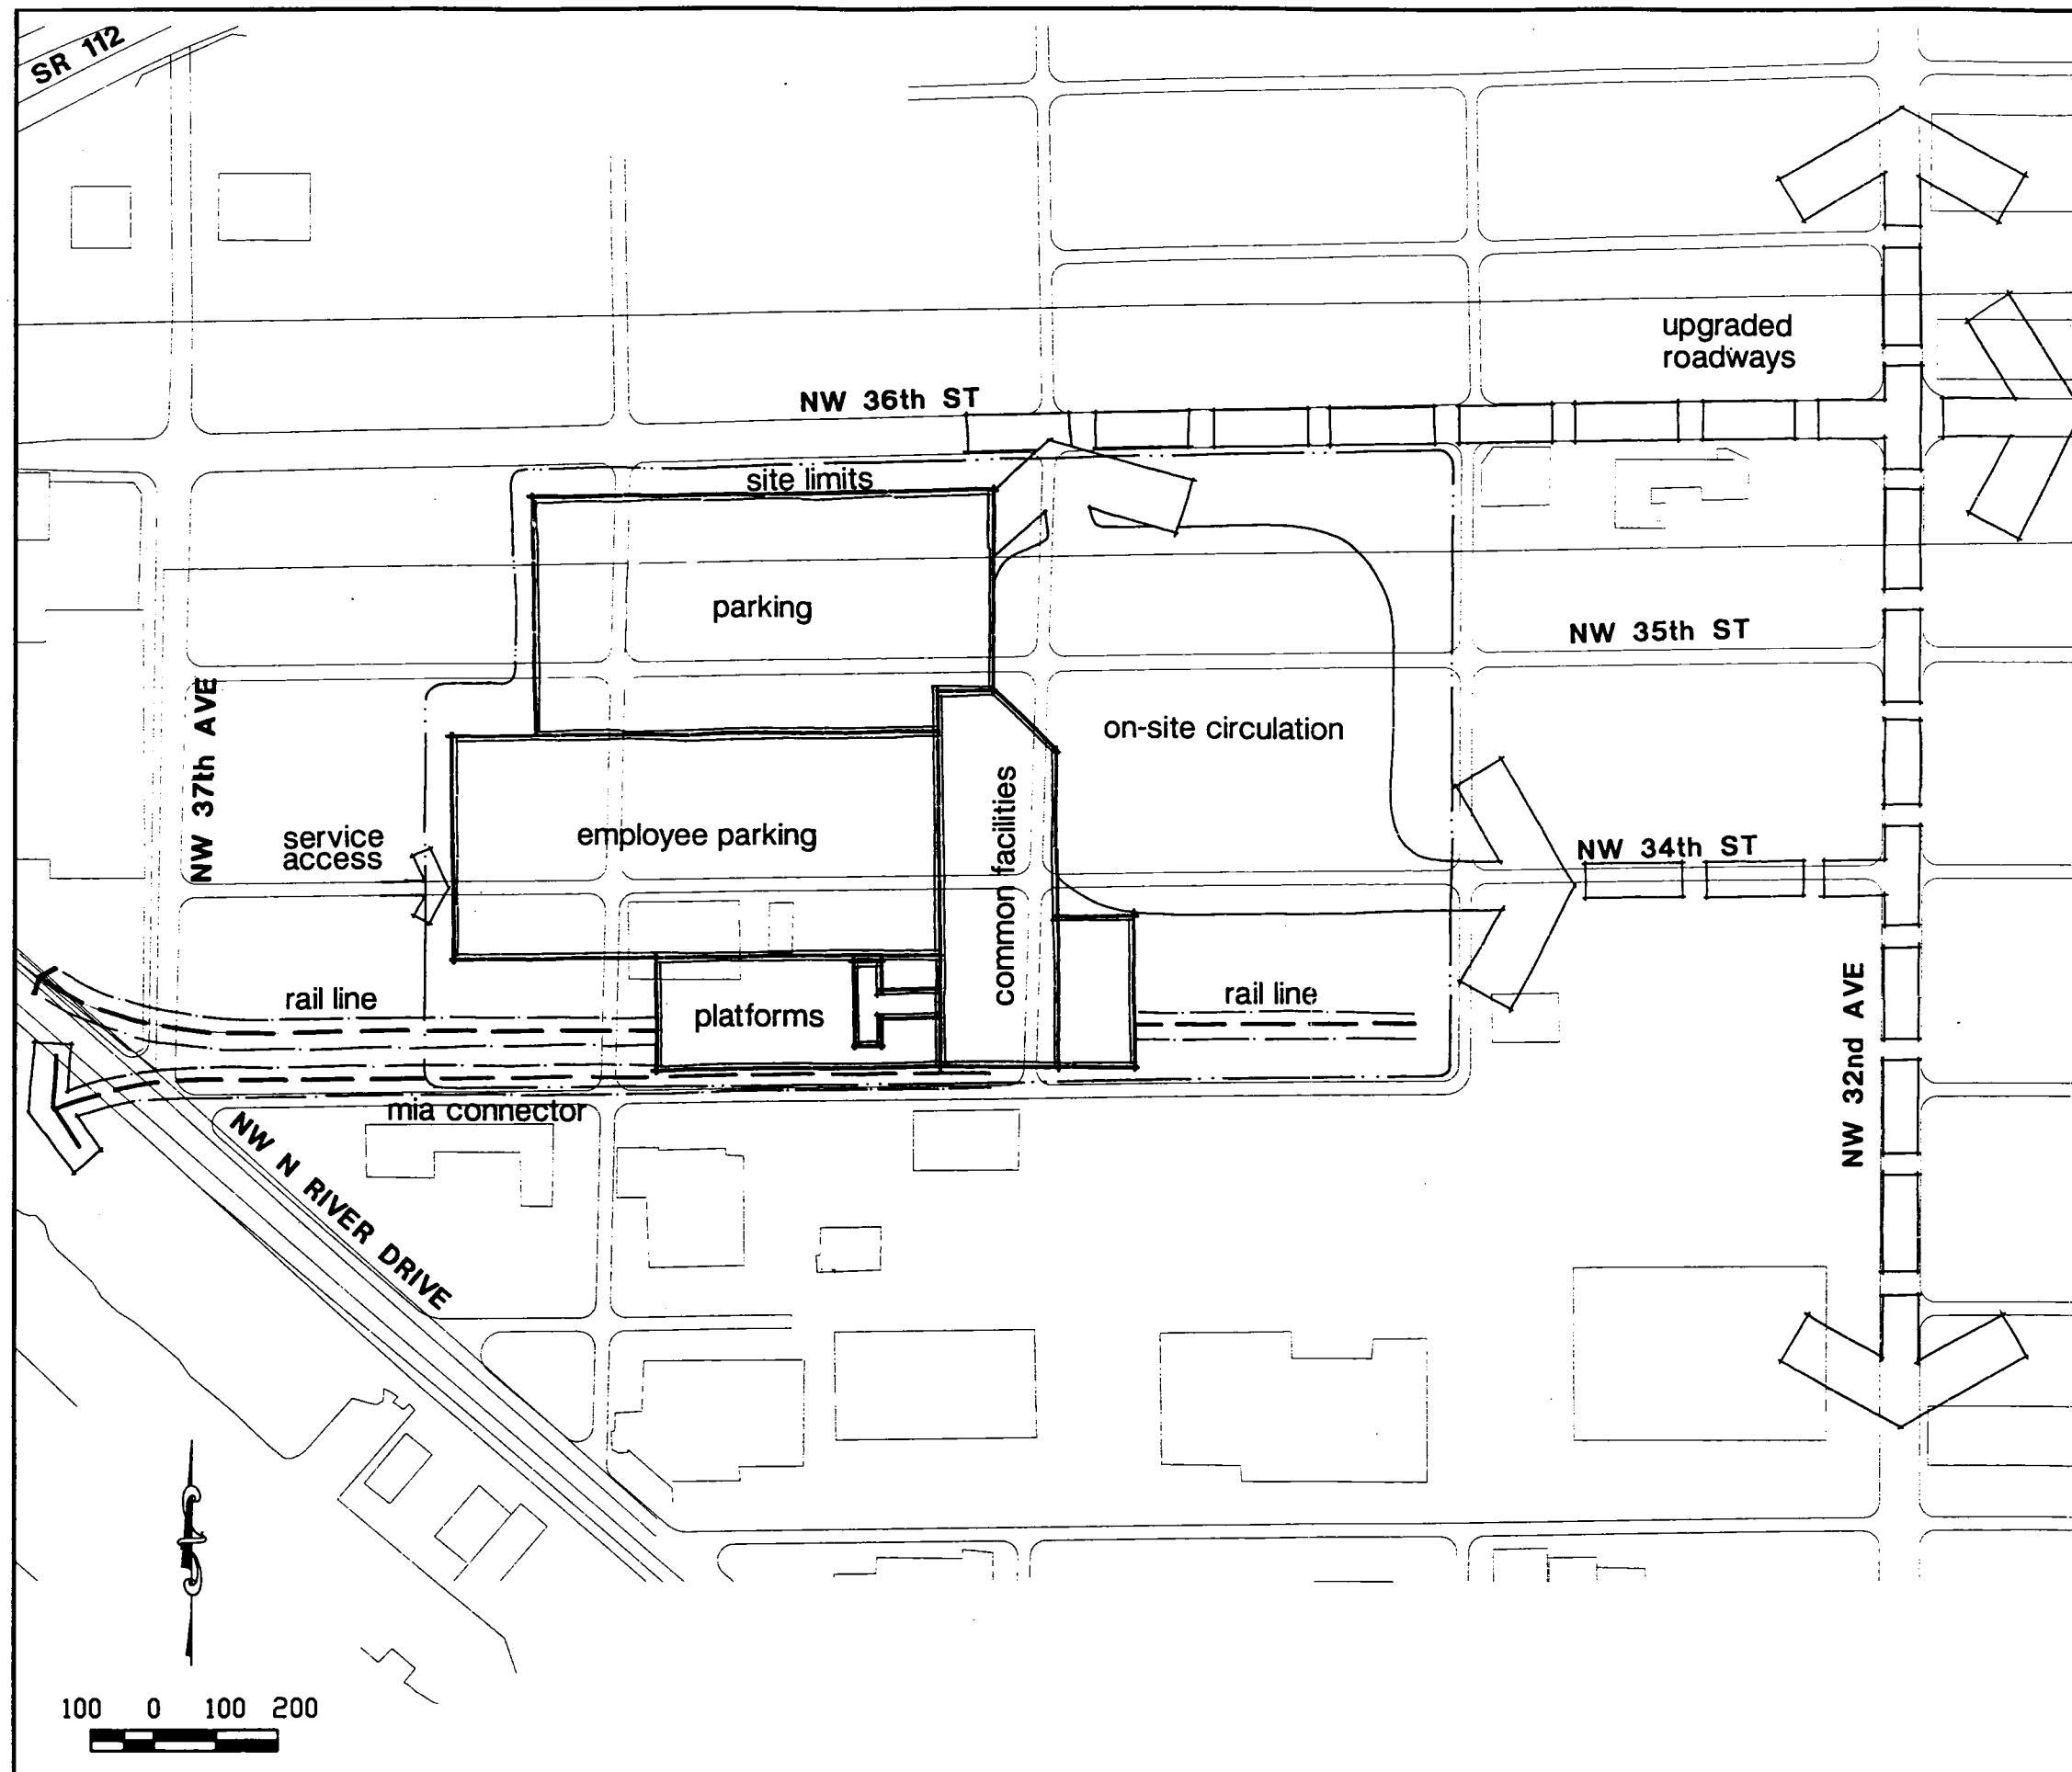 SR 112
upgraded
roadways
NW 36th ST
site limits
parking
NW 35th ST
NW 37th AVE
on-site circulation
service
access
employee parking
common facilities
NW 34th ST
rail line
platforms
rail line
NW 32nd AVE
mia connector
NW N RIVER DRIVE
100 0 100 200